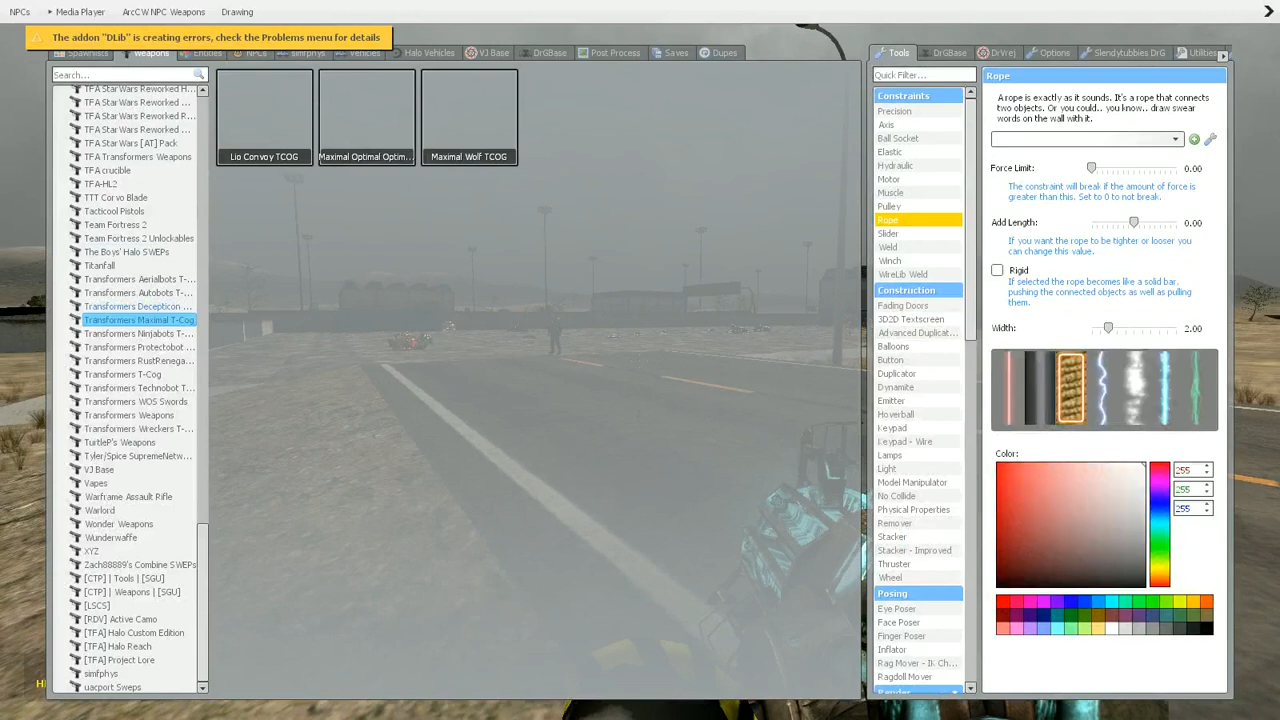 NPCs Media Player ArcCW NPC Weapons Drawing
The addon "DLib" is creating errors, check the Problems menu for details
Spawnlists Weapons Entities NPCs simfphys Vehicles Halo Vehicles VJ Base DrGBase Post Process Saves Dupes
Search...
TFA Star Wars Reworked H...
TFA Star Wars Reworked ...
TFA Star Wars Reworked R...
TFA Star Wars Reworked ...
TFA Star Wars [AT] Pack
TFA Transformers Weapons
TFA crucible
TFA-HL2
TTT Corvo Blade
Tacticool Pistols
Team Fortress 2
Team Fortress 2 Unlockables
The Boys' Halo SWEPs
Titanfall
Transformers Aerialbots T-...
Transformers Autobots T-...
Transformers Decepticon ...
Transformers Maximal T-Cog
Transformers Ninjabots T-...
Transformers Protectobot ...
Transformers RustRenega...
Transformers T-Cog
Transformers Technobot T...
Transformers WOS Swords
Transformers Weapons
Transformers Wreckers T-...
TurtleP's Weapons
Tyler/Spice SupremeNetw...
VJ Base
Vapes
Warframe Assault Rifle
Warlord
Wonder Weapons
Wunderwaffe
XYZ
Zach88889's Combine SWEPs
[CTP] | Tools | [SGU]
[CTP] | Weapons | [SGU]
[LSCS]
[RDV] Active Camo
[TFA] Halo Custom Edition
[TFA] Halo Reach
[TFA] Project Lore
simfphys
uacport Sweps
Lio Convoy TCOG
Maximal Optimal Optim...
Maximal Wolf TCOG
Tools DrGBase DrVrej Options Slendytubbies DrG Utilities
Quick Filter...
Constraints
Precision
Axis
Ball Socket
Elastic
Hydraulic
Motor
Muscle
Pulley
Rope
Slider
Weld
Winch
WireLib Weld
Construction
Fading Doors
3D2D Textscreen
Advanced Duplicat...
Balloons
Button
Duplicator
Dynamite
Emitter
Hoverball
Keypad
Keypad - Wire
Lamps
Light
Model Manipulator
No Collide
Physical Properties
Remover
Stacker
Stacker - Improved
Thruster
Wheel
Posing
Eye Poser
Face Poser
Finger Poser
Inflator
Rag Mover - IK Ch...
Ragdoll Mover
Render
Rope
A rope is exactly as it sounds. It's a rope that connects
two objects. Or you could.. you know.. draw swear
words on the wall with it.
Force Limit: 0.00
The constraint will break if the amount of force is
greater than this. Set to 0 to not break.
Add Length: 0.00
If you want the rope to be tighter or looser you
can change this value.
Rigid
If selected the rope becomes like a solid bar,
pushing the connected objects as well as pulling
them.
Width: 2.00
Color:
255
255
255